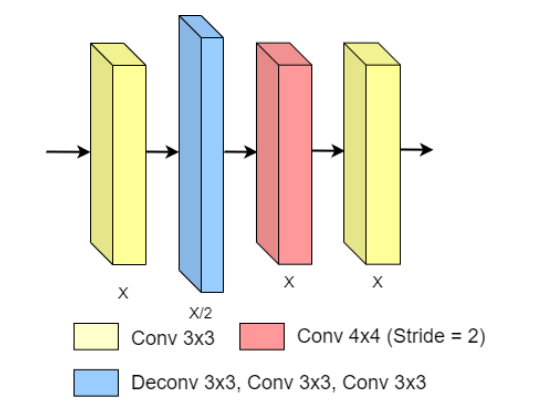 X
X/2
X
X
Conv 3x3
Conv 4x4 (Stride = 2)
Deconv 3x3, Conv 3x3, Conv 3x3